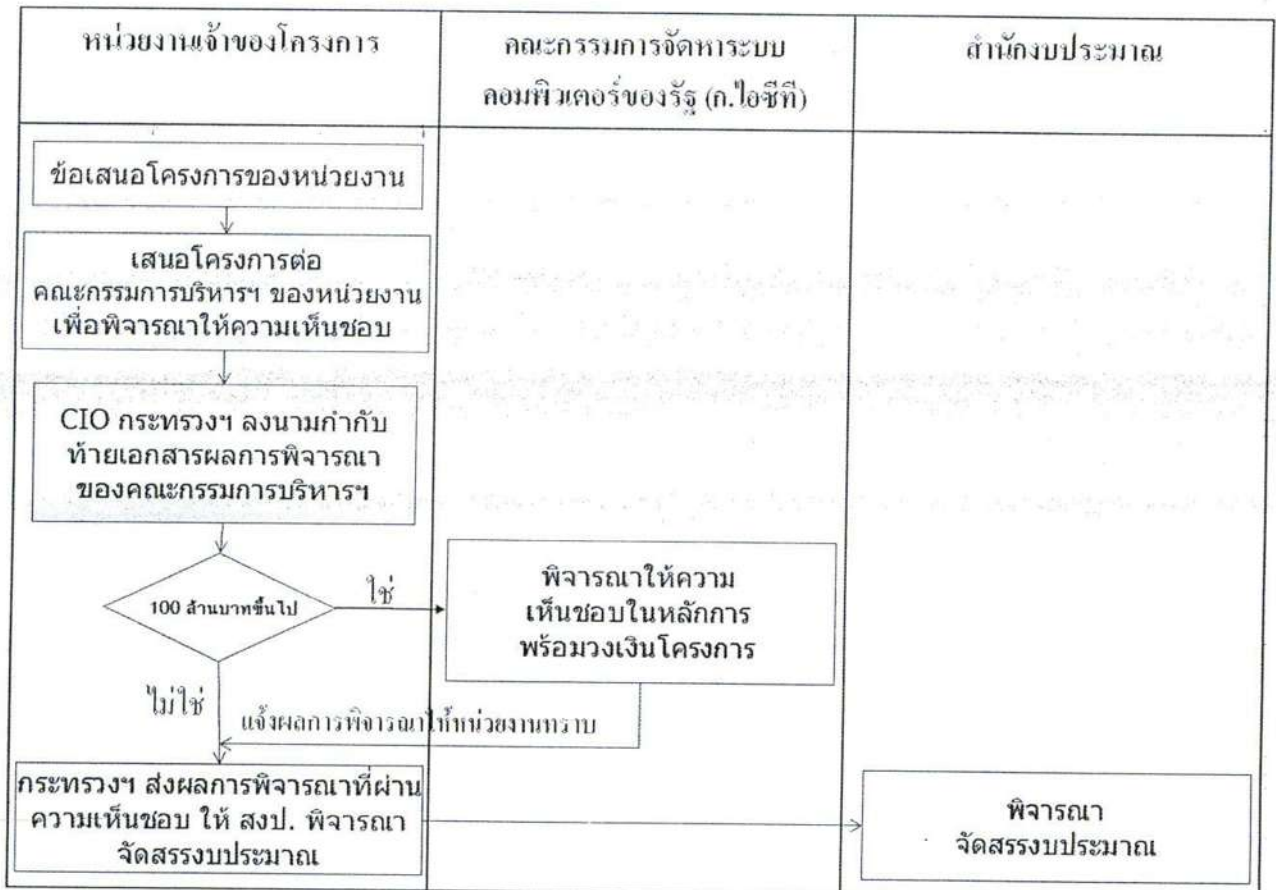 หน่วยงานเจ้าของโครงการ
คณะกรรมการจัดหาระบบ
คอมพิวเตอร์ของรัฐ (ก.ไอซีที)
สำนักงบประมาณ
ข้อเสนอโครงการของหน่วยงาน
เสนอโครงการต่อ
คณะกรรมการบริหารฯ ของหน่วยงาน
เพื่อพิจารณาให้ความเห็นชอบ
CIO กระทรวงฯ ลงนามกำกับ
ท้ายเอกสารผลการพิจารณา
ของคณะกรรมการบริหารฯ
100 ล้านบาทขึ้นไป
ใช่
พิจารณาให้ความ
เห็นชอบในหลักการ
พร้อมวงเงินโครงการ
ไม่ใช่
แจ้งผลการพิจารณาให้หน่วยงานทราบ
กระทรวงฯ ส่งผลการพิจารณาที่ผ่าน
ความเห็นชอบ ให้ สงป. พิจารณา
จัดสรรงบประมาณ
พิจารณา
จัดสรรงบประมาณ